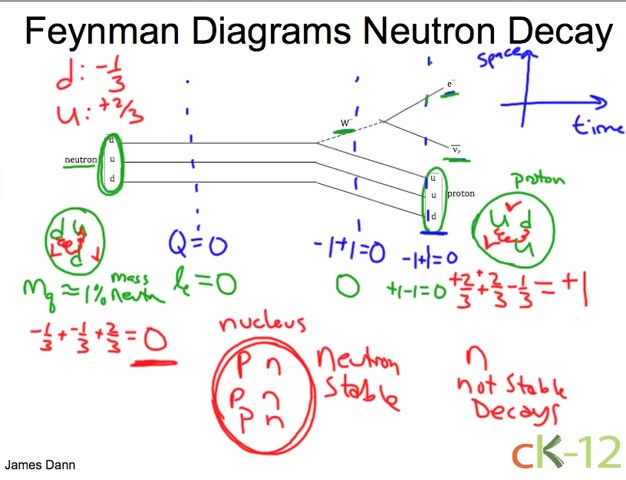 Feynman Diagrams Neutron Decay
d: -1/3
u: +2/3
space
time
e⁻
W⁻
neutron
d
u
d
u
u
d
proton
proton
d u
d
u d
u
Q=0
-1+1=0
-1+1=0
mq ≈ 1% mass
le=0
0
+1-1=0
+2/3 + 2/3 - 1/3 = +1
-1/3 + -1/3 + 2/3 = 0
nucleus
P n
P n
P n
Neutron
Stable
n
not stable
Decays
cK-12
James Dann